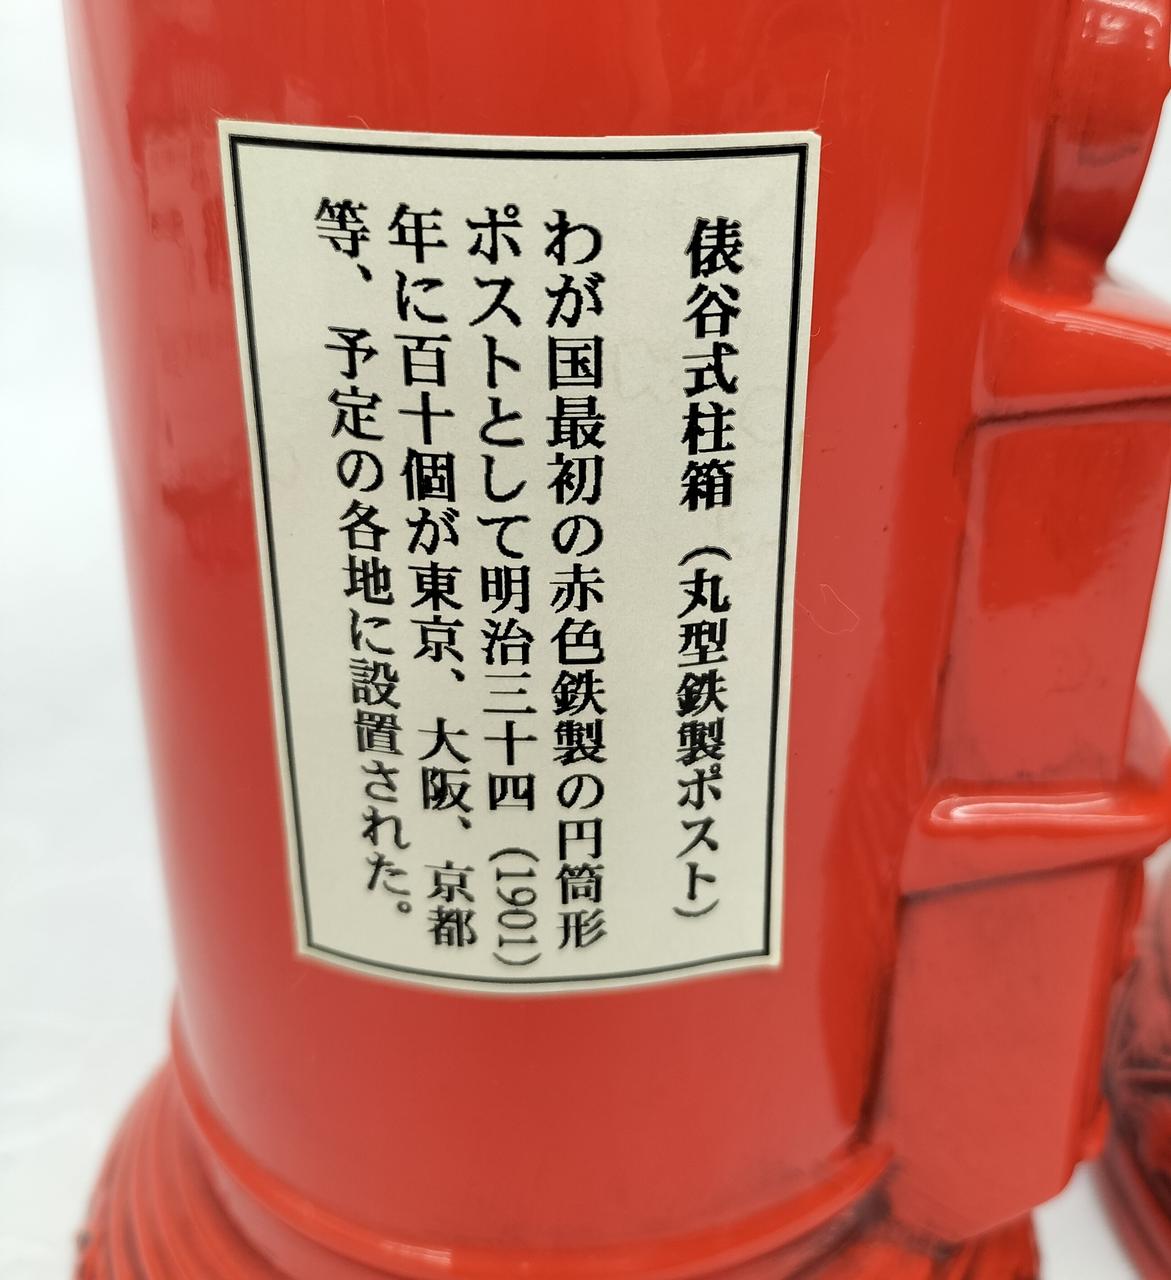 俵谷式柱箱（丸型鉄製ポスト）
わが国最初の赤色鉄製の円筒形
ポストとして明治三十四（1901）
年に百十個が東京、大阪、京都
等、予定の各地に設置された。